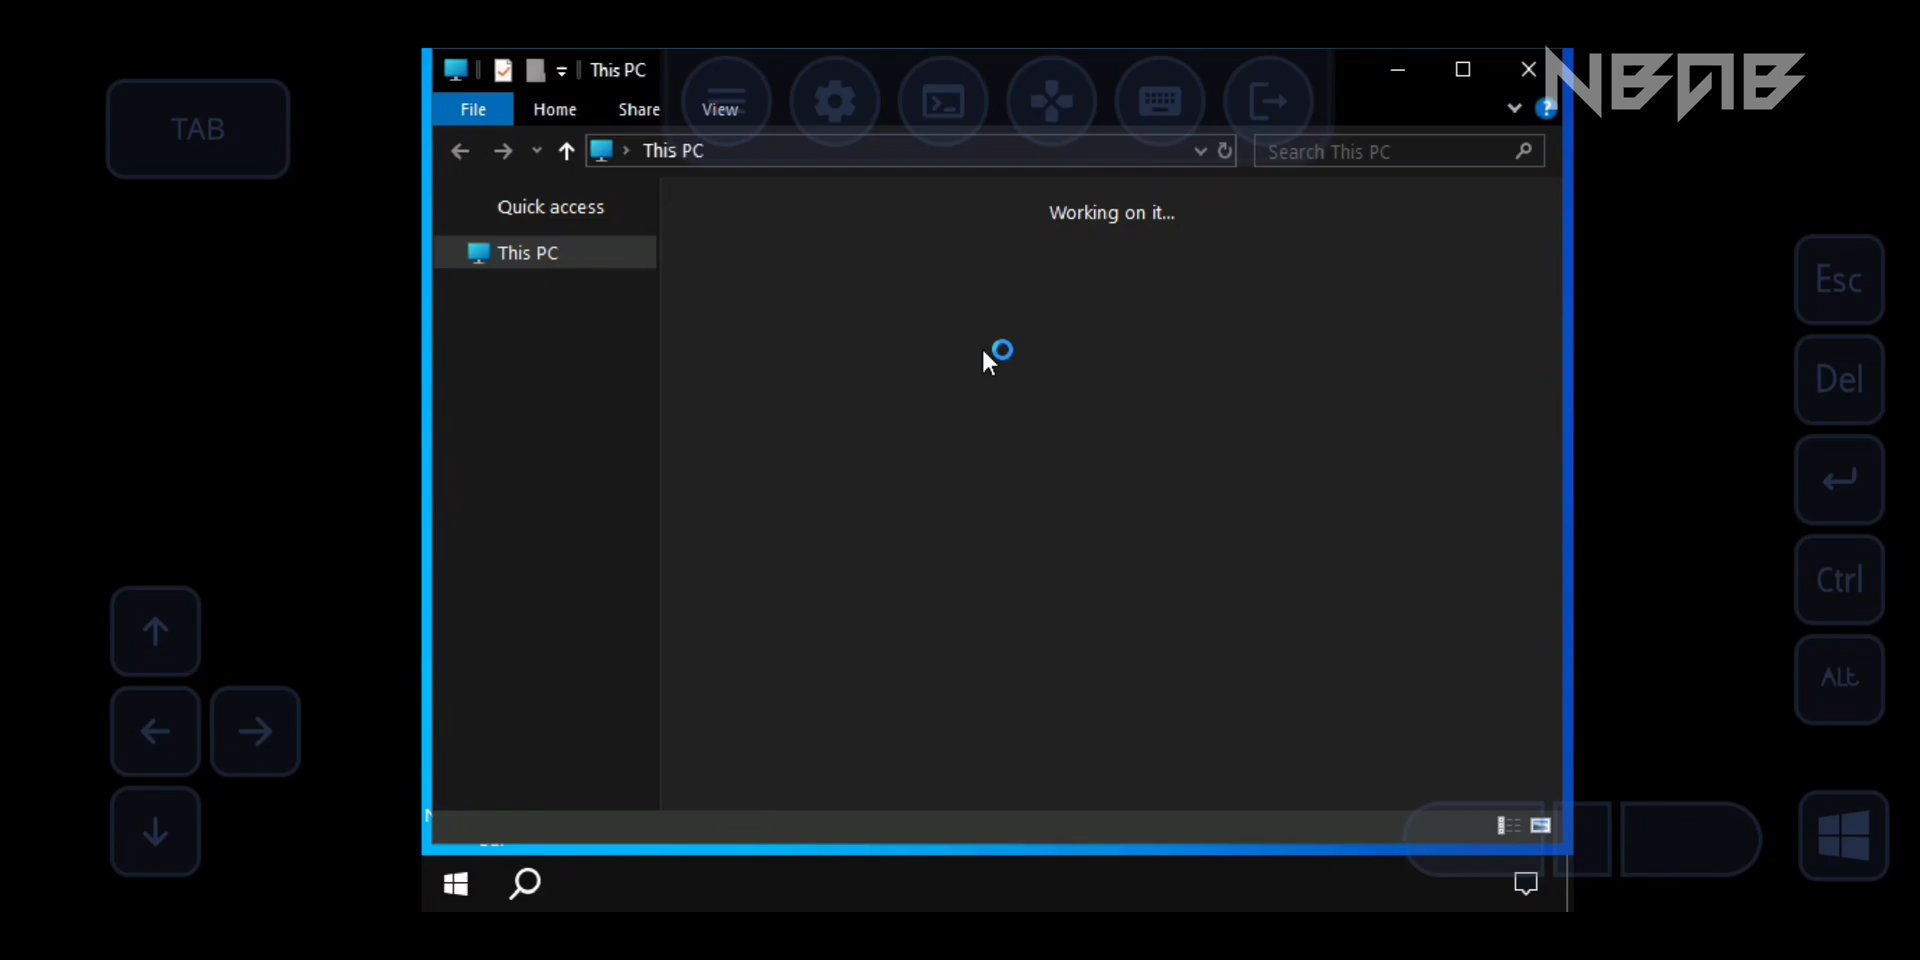 This PC
NBAB
TAB
File Home Share View
?
This PC
Search This PC
Quick access
Working on it...
This PC
Esc
Del
Ctrl
ALt